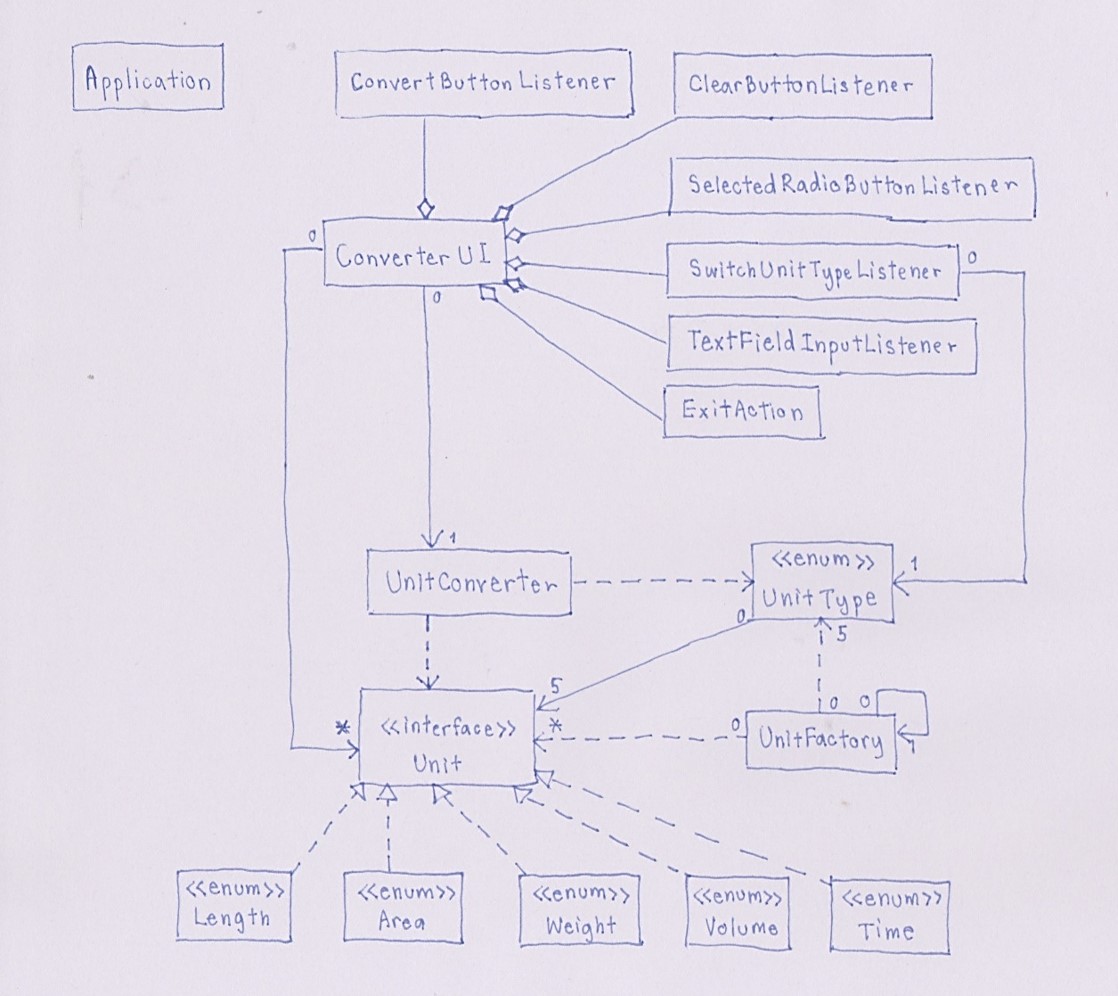 Application
ConvertButtonListener
ClearButtonListener
SelectedRadioButtonListener
0
ConverterUI
SwitchUnitTypeListener
0
0
TextFieldInputListener
ExitAction
1
UnitConverter
<<enum>>
UnitType
1
0
5
5
*
<<interface>>
Unit
*
0
0
0
UnitFactory
1
<<enum>>
Length
<<enum>>
Area
<<enum>>
Weight
<<enum>>
Volume
<<enum>>
Time